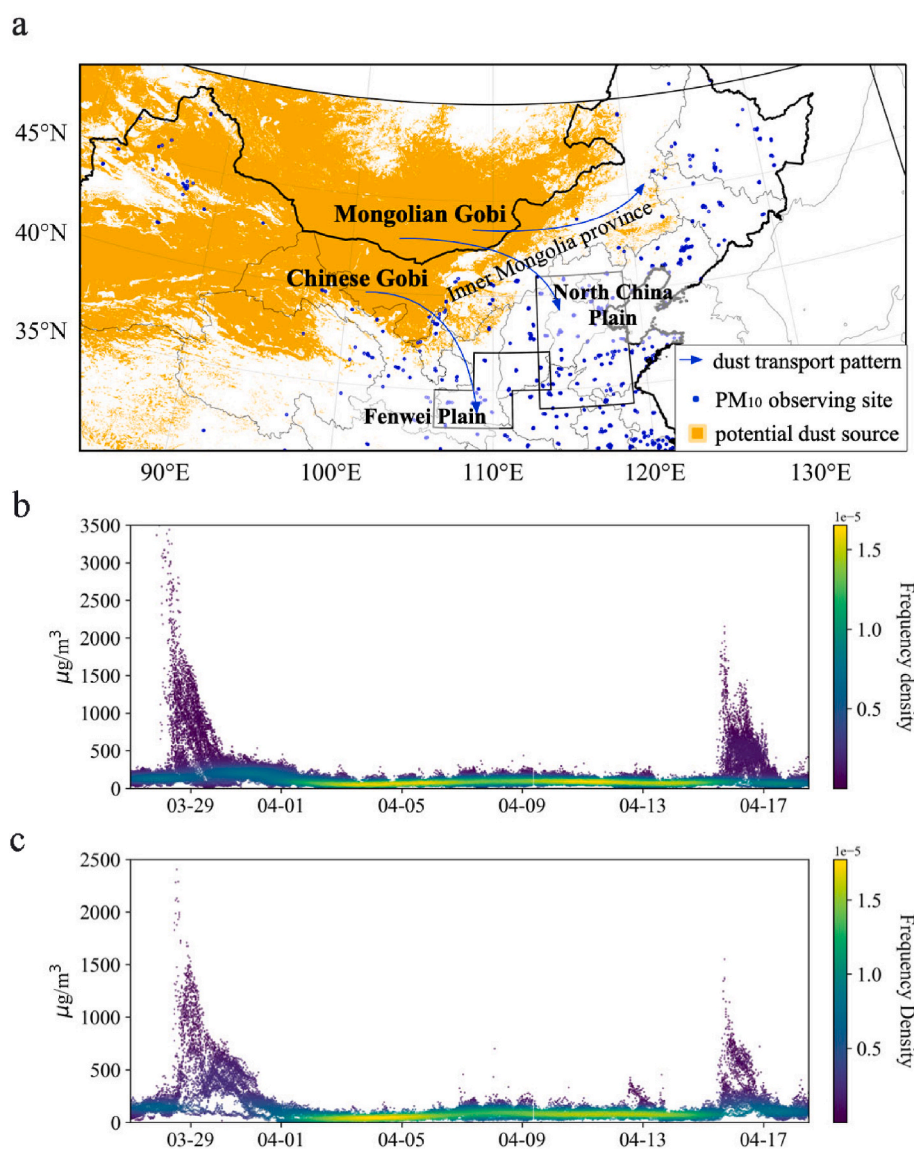 a
45°N
40°N
35°N
Mongolian Gobi
Inner Mongolia province
Chinese Gobi
North China
Plain
Fenwei Plain
dust transport pattern
PM₁₀ observing site
potential dust source
90°E 100°E 110°E 120°E 130°E
b
3500
3000
2500
2000
1500
1000
500
0
μg/m³
03-29 04-01 04-05 04-09 04-13 04-17
1e−5
1.5
1.0
0.5
Frequency density
c
2500
2000
1500
1000
500
0
μg/m³
03-29 04-01 04-05 04-09 04-13 04-17
1e−5
1.5
1.0
0.5
Frequency Density